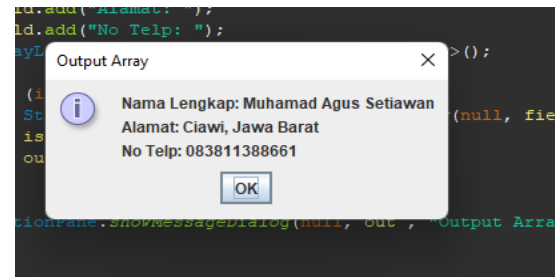 ld.add("Alamat: ");
ld.add("No Telp: ");
ayL >();
Output Array
(i
Nama Lengkap: Muhamad Agus Setiawan
St (null, fie
Alamat: Ciawi, Jawa Barat
is
No Telp: 083811388661
ou
OK
tionPane.showMessageDialog(null, out , "Output Arra